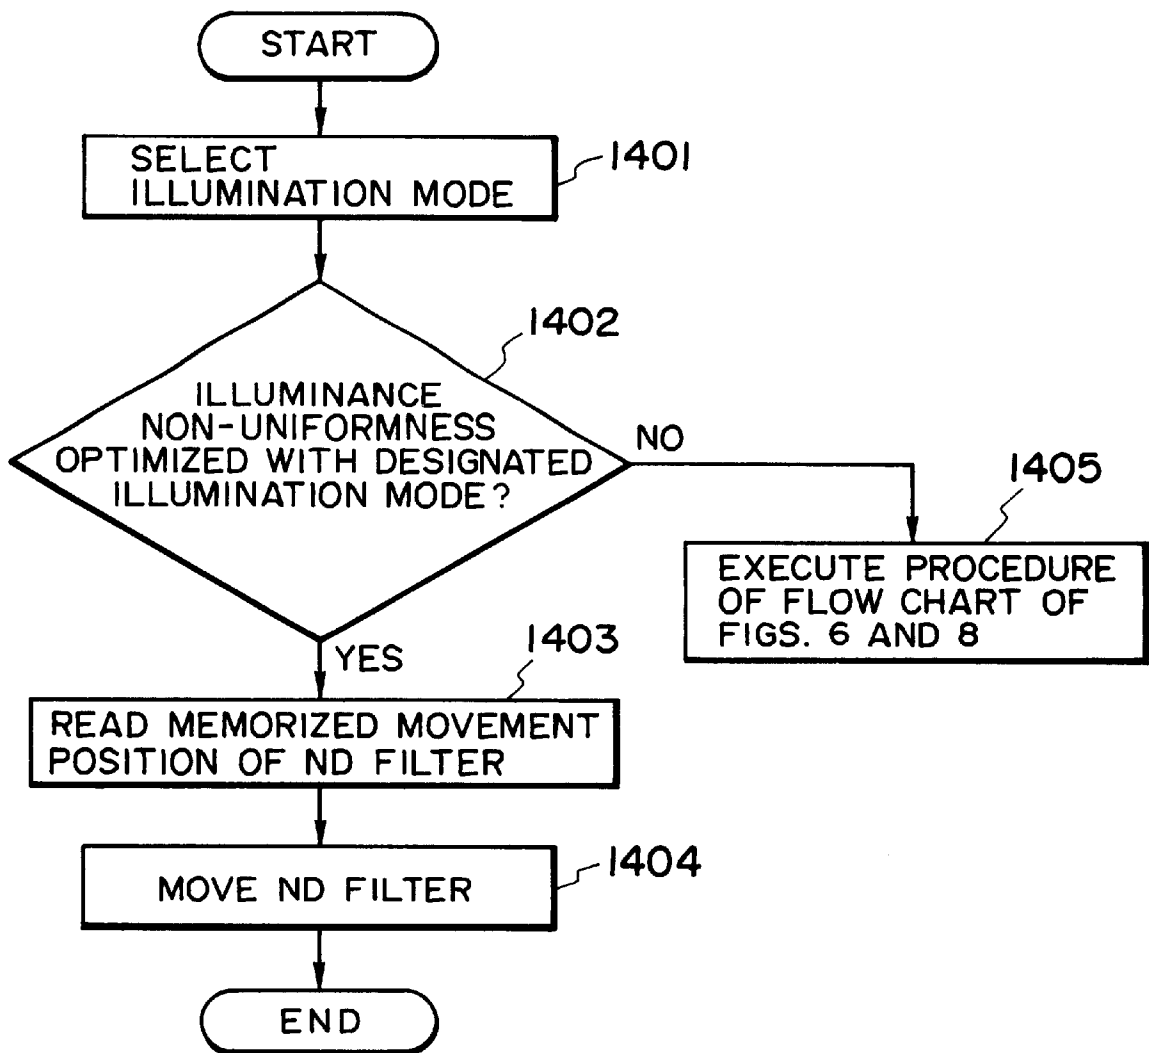 START
SELECT
ILLUMINATION MODE
1401
1402
ILLUMINANCE
NON-UNIFORMNESS
OPTIMIZED WITH DESIGNATED
ILLUMINATION MODE?
NO
1405
EXECUTE PROCEDURE
OF FLOW CHART OF
FIGS. 6 AND 8
YES
1403
READ MEMORIZED MOVEMENT
POSITION OF ND FILTER
1404
MOVE ND FILTER
END